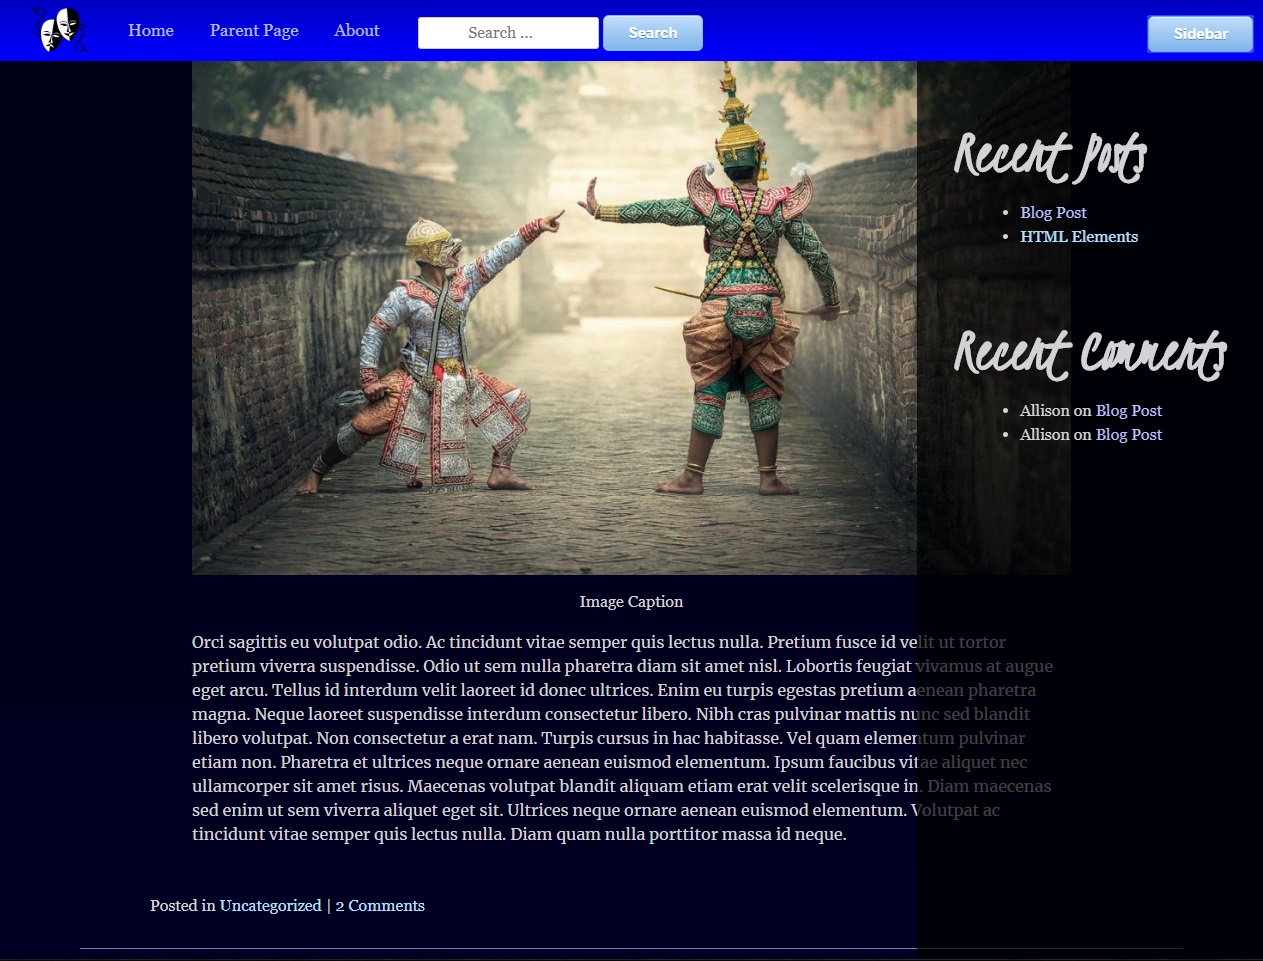 Home
Parent Page
About
Search ...
Search
Sidebar
Recent Posts
Blog Post
HTML Elements
Recent Comments
Allison on Blog Post
Allison on Blog Post
Image Caption
Orci sagittis eu volutpat odio. Ac tincidunt vitae semper quis lectus nulla. Pretium fusce id velit ut tortor
pretium viverra suspendisse. Odio ut sem nulla pharetra diam sit amet nisl. Lobortis feugiat vivamus at augue
eget arcu. Tellus id interdum velit laoreet id donec ultrices. Enim eu turpis egestas pretium aenean pharetra
magna. Neque laoreet suspendisse interdum consectetur libero. Nibh cras pulvinar mattis nunc sed blandit
libero volutpat. Non consectetur a erat nam. Turpis cursus in hac habitasse. Vel quam elementum pulvinar
etiam non. Pharetra et ultrices neque ornare aenean euismod elementum. Ipsum faucibus vitae aliquet nec
ullamcorper sit amet risus. Maecenas volutpat blandit aliquam etiam erat velit scelerisque in. Diam maecenas
sed enim ut sem viverra aliquet eget sit. Ultrices neque ornare aenean euismod elementum. Volutpat ac
tincidunt vitae semper quis lectus nulla. Diam quam nulla porttitor massa id neque.
Posted in Uncategorized | 2 Comments